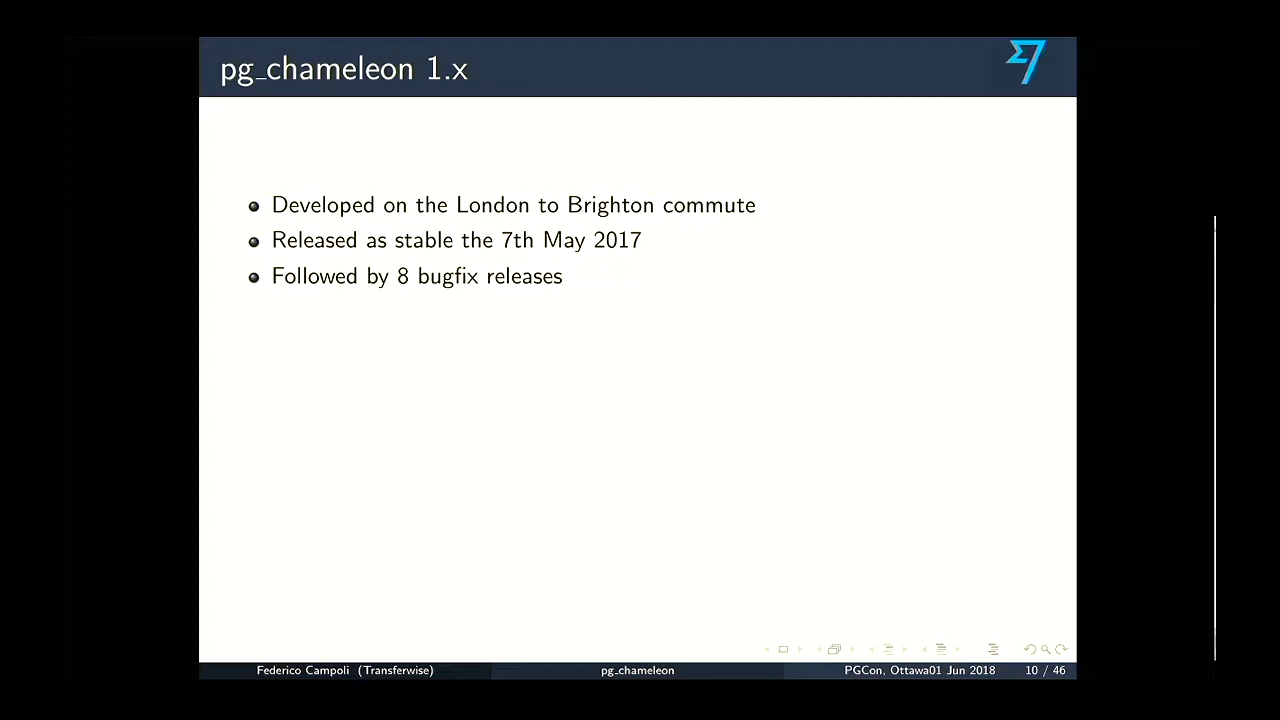 pg_chameleon 1.x
Developed on the London to Brighton commute
Released as stable the 7th May 2017
Followed by 8 bugfix releases
Federico Campoli (Transferwise) pg_chameleon PGCon, Ottawa01 Jun 2018 10 / 46